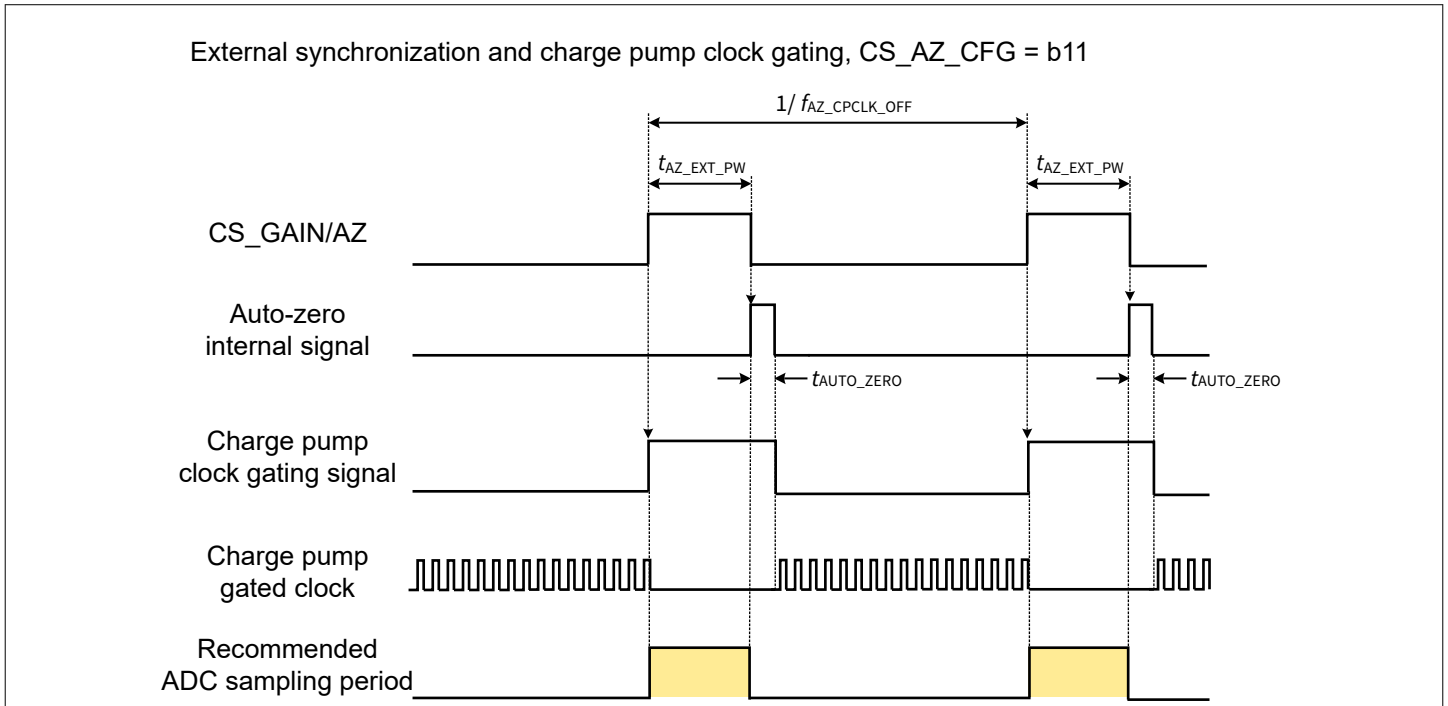 External synchronization and charge pump clock gating, CS_AZ_CFG = b11
1/ fAZ_CPCLK_OFF
tAZ_EXT_PW
tAZ_EXT_PW
CS_GAIN/AZ
Auto-zero
internal signal
tAUTO_ZERO
tAUTO_ZERO
Charge pump
clock gating signal
Charge pump
gated clock
Recommended
ADC sampling period